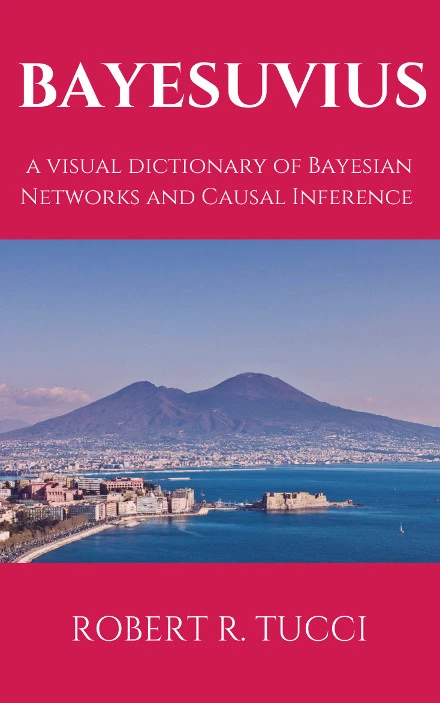 BAYESUVIUS
A VISUAL DICTIONARY OF BAYESIAN
NETWORKS AND CAUSAL INFERENCE
ROBERT R. TUCCI